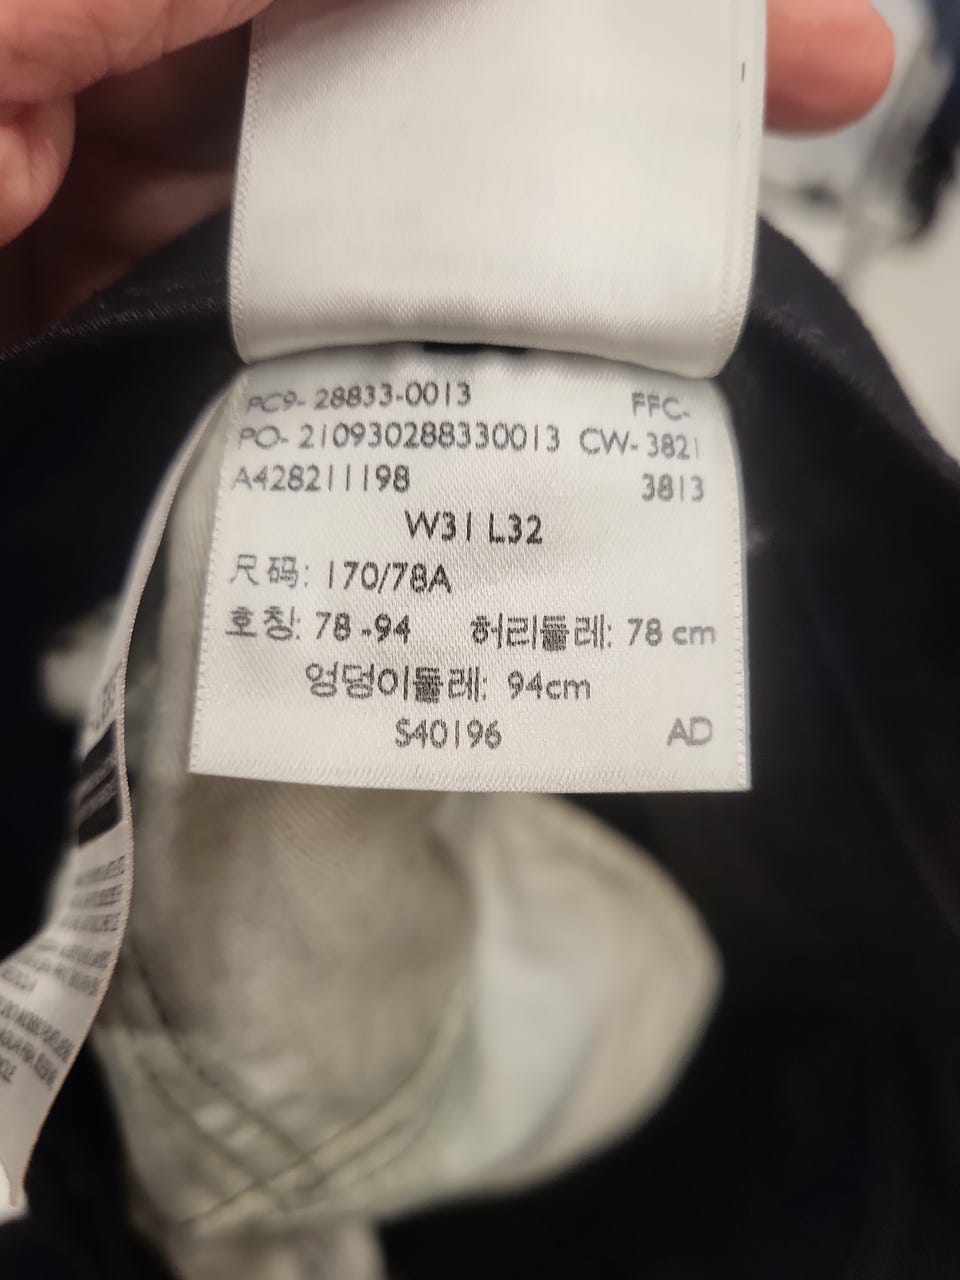 PC9- 28833-0013 FFC-
PO- 210930288330013 CW- 3821
A428211198 3813
W31 L32
尺码: 170/78A
호칭: 78 -94 허리둘레: 78 cm
엉덩이둘레: 94cm
S40196 AD